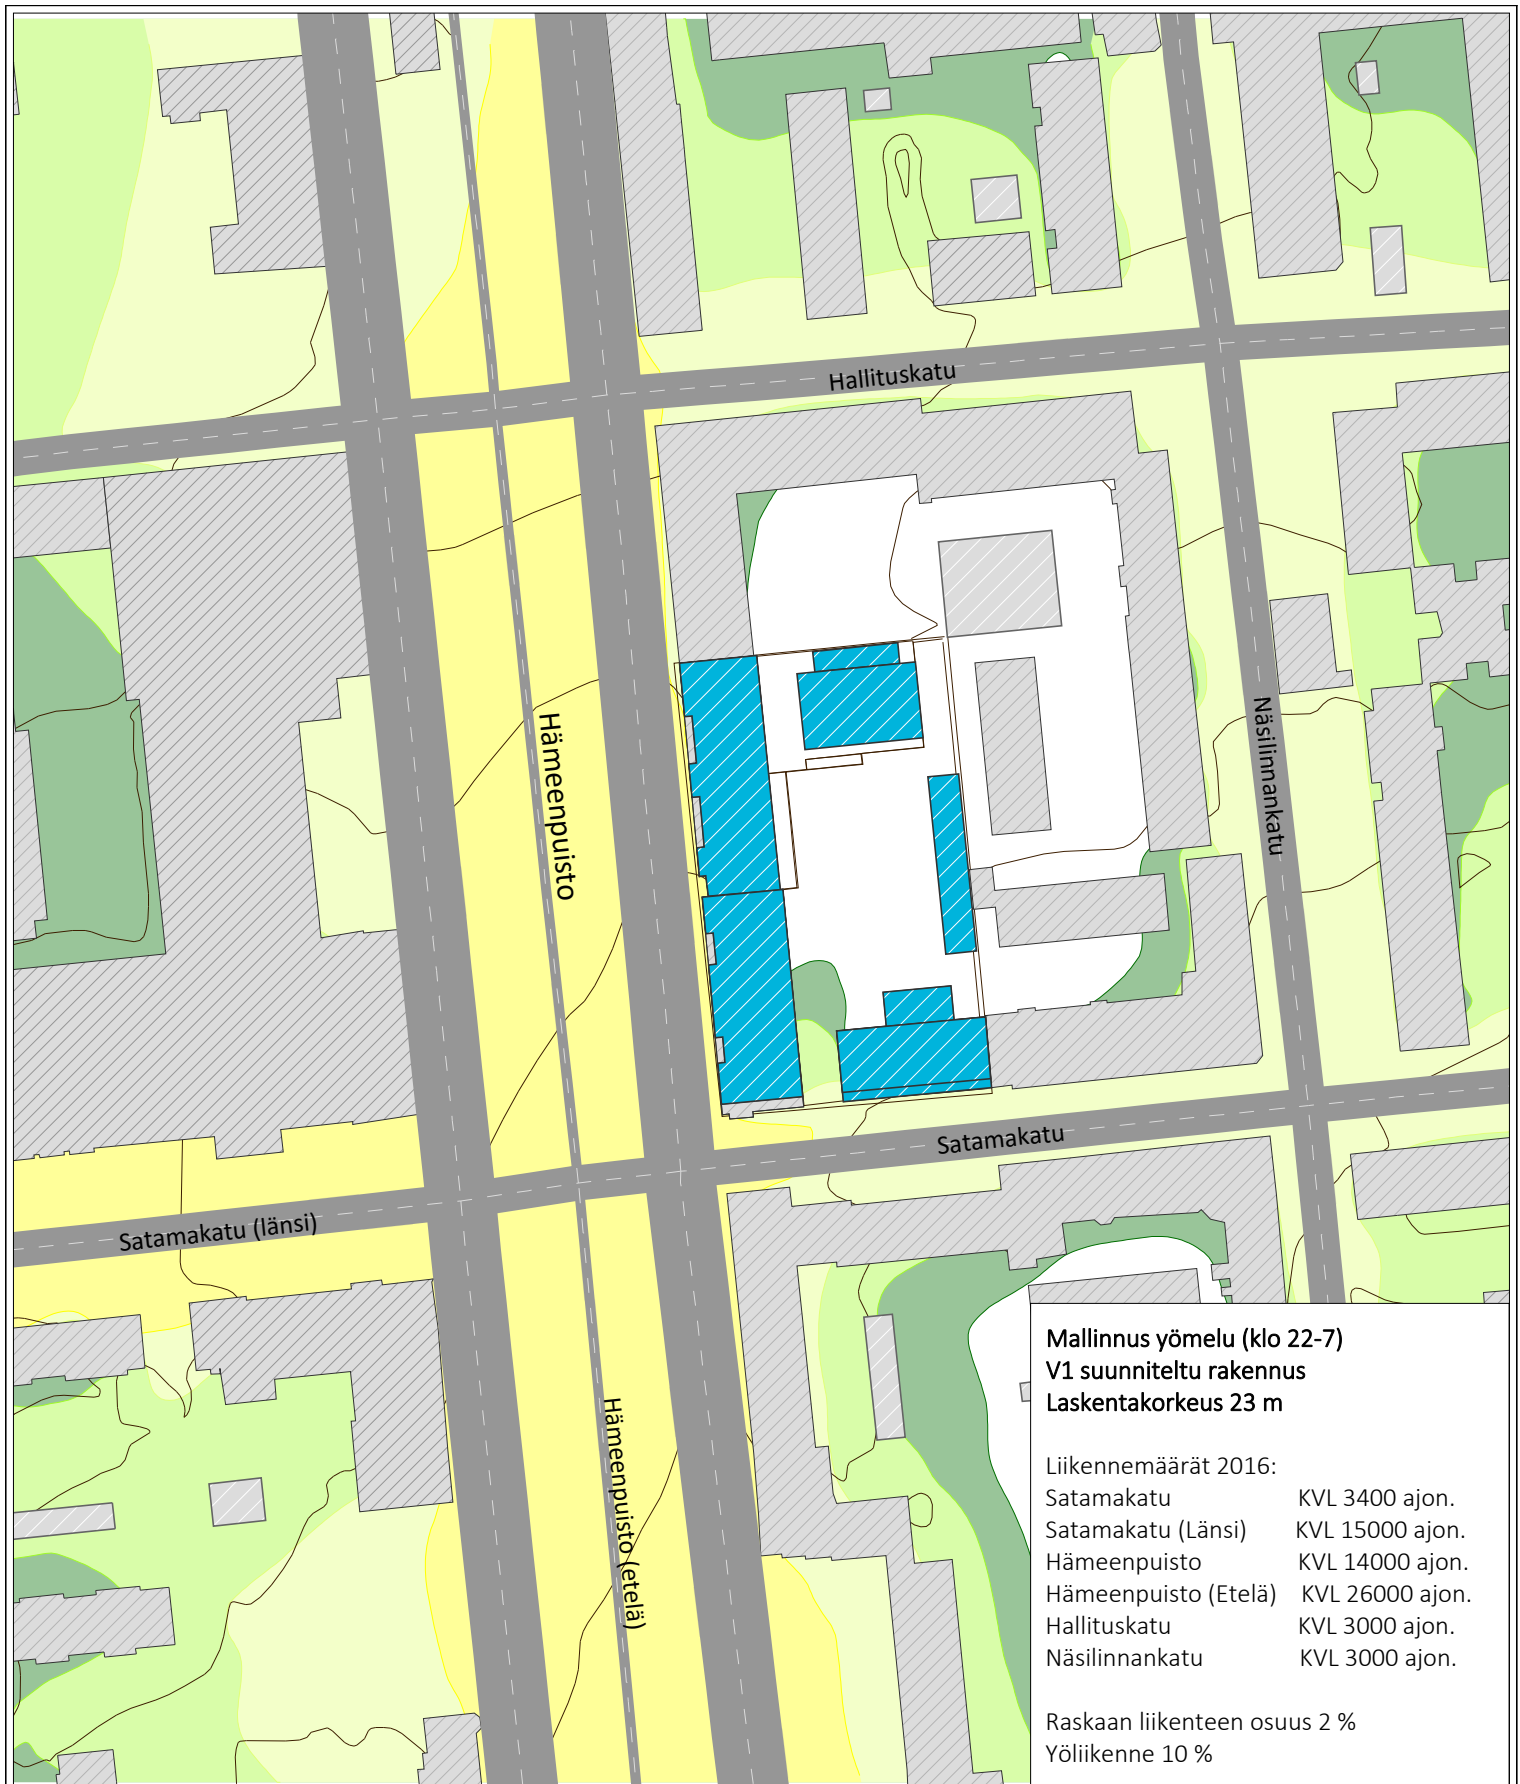 Hallituskatu
Hämeenpuisto
Näsilinnankatu
Satamakatu
Satamakatu (länsi)
Hämeenpuisto (etelä)
Mallinnus yömelu (klo 22-7)
V1 suunniteltu rakennus
Laskentakorkeus 23 m
Liikennemäärät 2016:
Satamakatu KVL 3400 ajon.
Satamakatu (Länsi) KVL 15000 ajon.
Hämeenpuisto KVL 14000 ajon.
Hämeenpuisto (Etelä) KVL 26000 ajon.
Hallituskatu KVL 3000 ajon.
Näsilinnankatu KVL 3000 ajon.
Raskaan liikenteen osuus 2 %
Yöliikenne 10 %